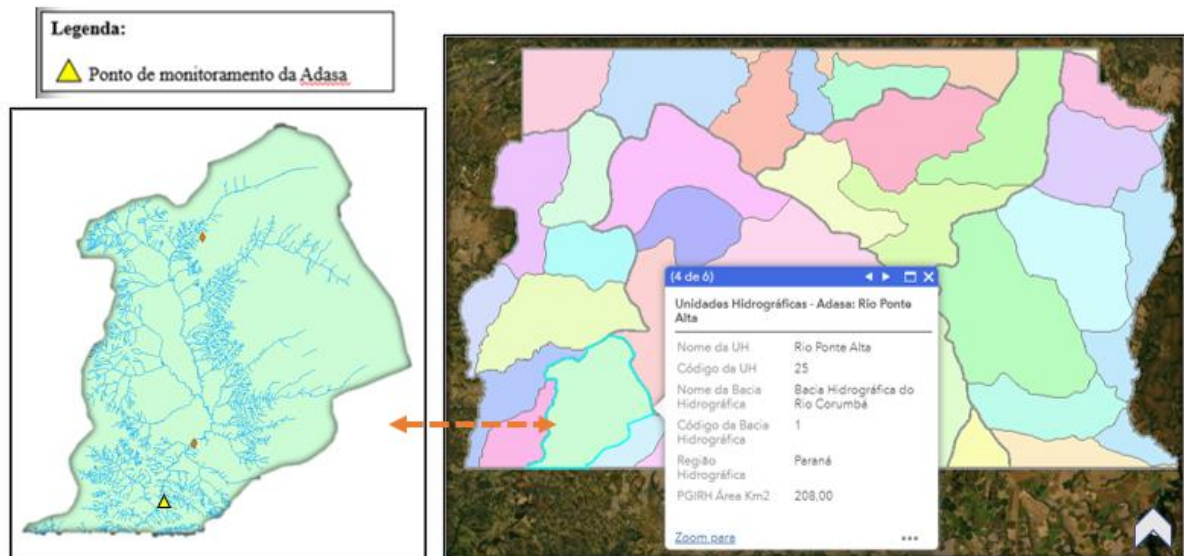 Legenda:
Ponto de monitoramento da Adasa
(4 de 6)
Unidades Hidrográficas - Adasa: Rio Ponte
Alta
Nome da UH Rio Ponte Alta
Código da UH 25
Nome da Bacia Bacia Hidrográfica do
Hidrográfica Rio Corumbá
Código da Bacia 1
Hidrográfica
Região Paraná
Hidrográfica
PGIRH Área Km2 208,00
Zoom para